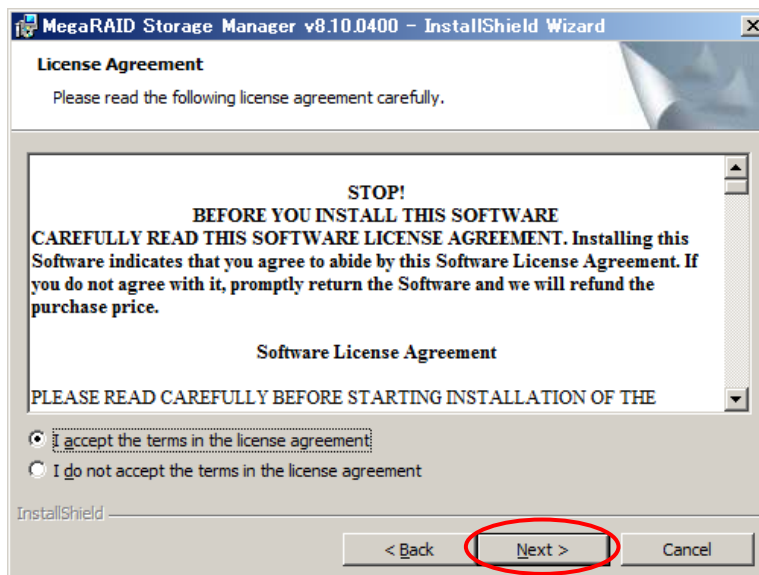 MegaRAID Storage Manager v8.10.0400 - InstallShield Wizard
License Agreement
Please read the following license agreement carefully.
STOP!
BEFORE YOU INSTALL THIS SOFTWARE
CAREFULLY READ THIS SOFTWARE LICENSE AGREEMENT. Installing this
Software indicates that you agree to abide by this Software License Agreement. If
you do not agree with it, promptly return the Software and we will refund the
purchase price.
Software License Agreement
PLEASE READ CAREFULLY BEFORE STARTING INSTALLATION OF THE
I accept the terms in the license agreement
I do not accept the terms in the license agreement
InstallShield
< Back Next > Cancel